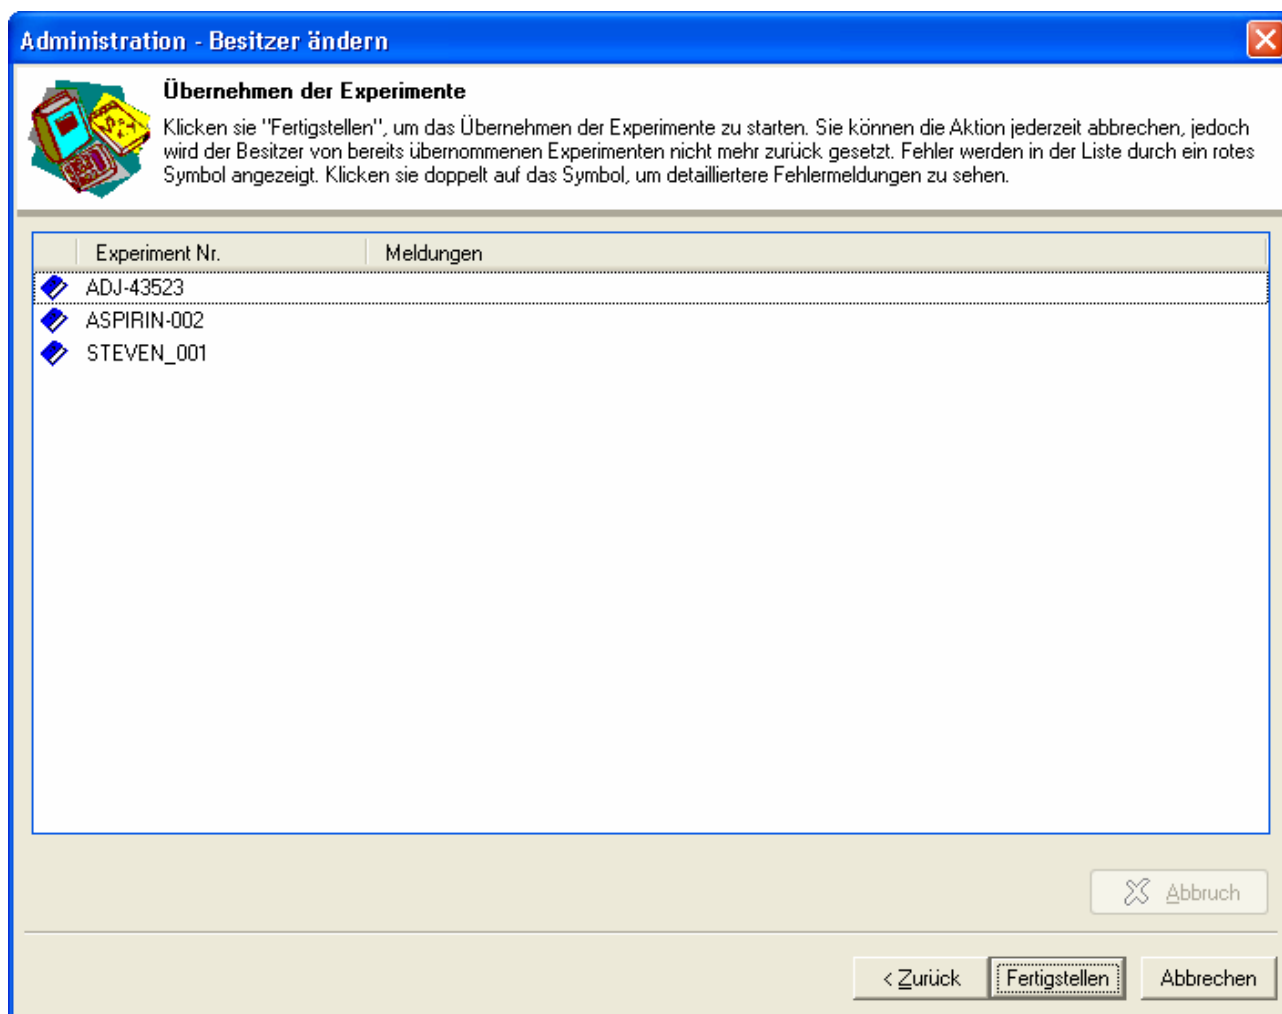 Administration - Besitzer ändern
Übernehmen der Experimente
Klicken sie "Fertigstellen", um das Übernehmen der Experimente zu starten. Sie können die Aktion jederzeit abbrechen, jedoch
wird der Besitzer von bereits übernommenen Experimenten nicht mehr zurück gesetzt. Fehler werden in der Liste durch ein rotes
Symbol angezeigt. Klicken sie doppelt auf das Symbol, um detailliertere Fehlermeldungen zu sehen.
Experiment Nr. Meldungen
ADJ-43523
ASPIRIN-002
STEVEN_001
Abbruch
< Zurück Fertigstellen Abbrechen